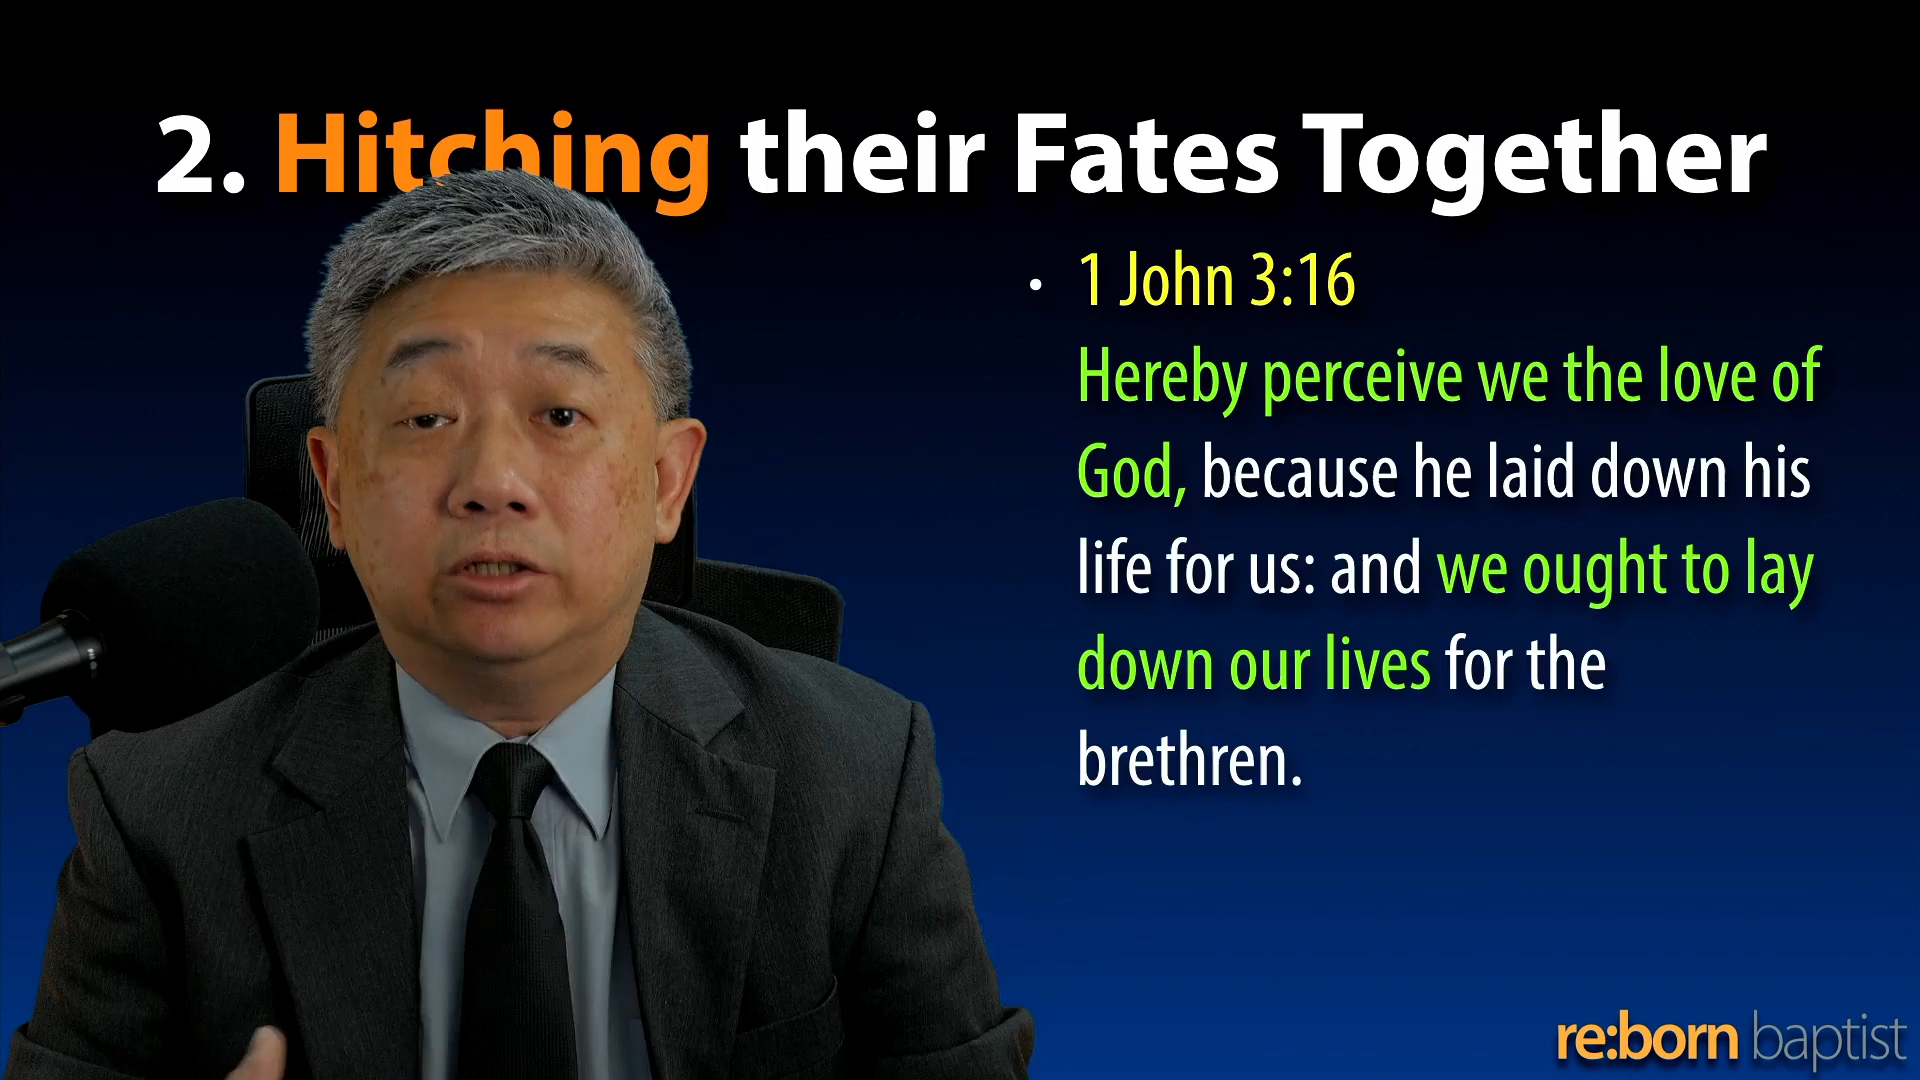 2. Hitching their Fates Together
• 1 John 3:16
Hereby perceive we the love of
God, because he laid down his
life for us: and we ought to lay
down our lives for the
brethren.
re:born baptist